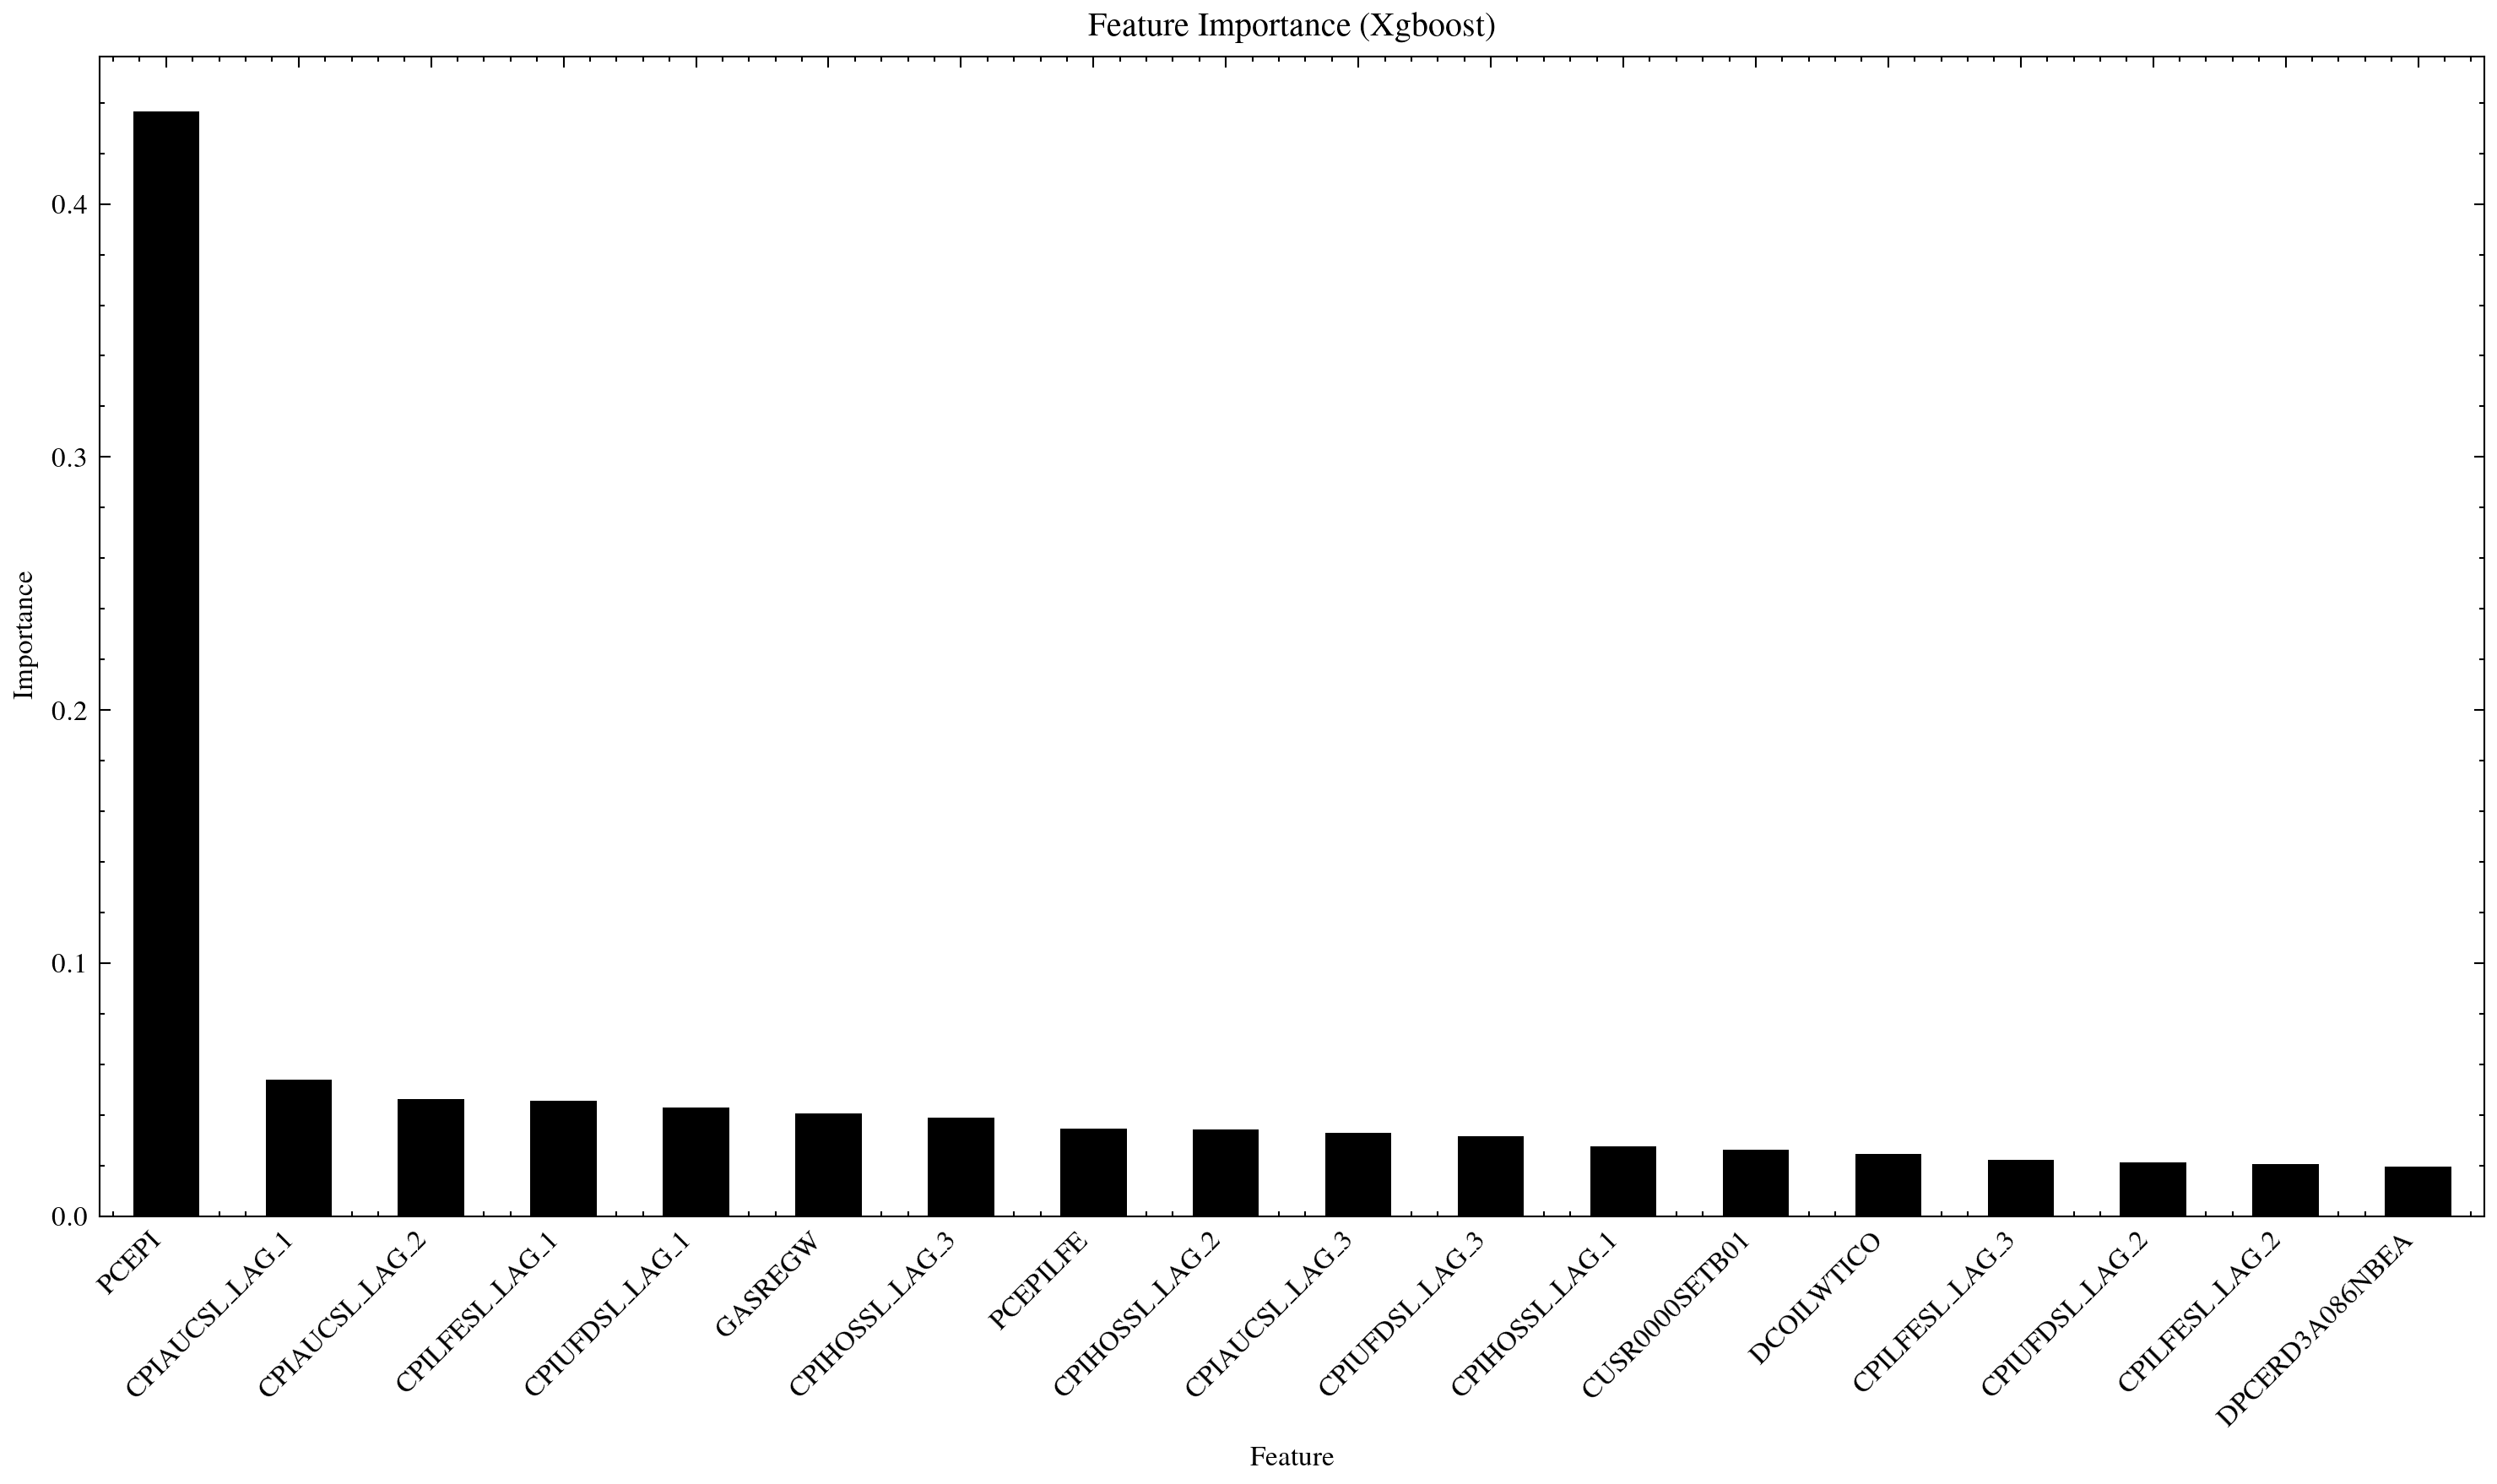 Feature Importance (Xgboost)
Importance
0.4
0.3
0.2
0.1
0.0
PCEPI
CPIAUCSL_LAG_1
CPIAUCSL_LAG_2
CPILFESL_LAG_1
CPIUFDSL_LAG_1
GASREGW
CPIHOSSL_LAG_3
PCEPILFE
CPIHOSSL_LAG_2
CPIAUCSL_LAG_3
CPIUFDSL_LAG_3
CPIHOSSL_LAG_1
CUSR0000SETB01
DCOILWTICO
CPILFESL_LAG_3
CPIUFDSL_LAG_2
CPILFESL_LAG_2
DPCERD3A086NBEA
Feature